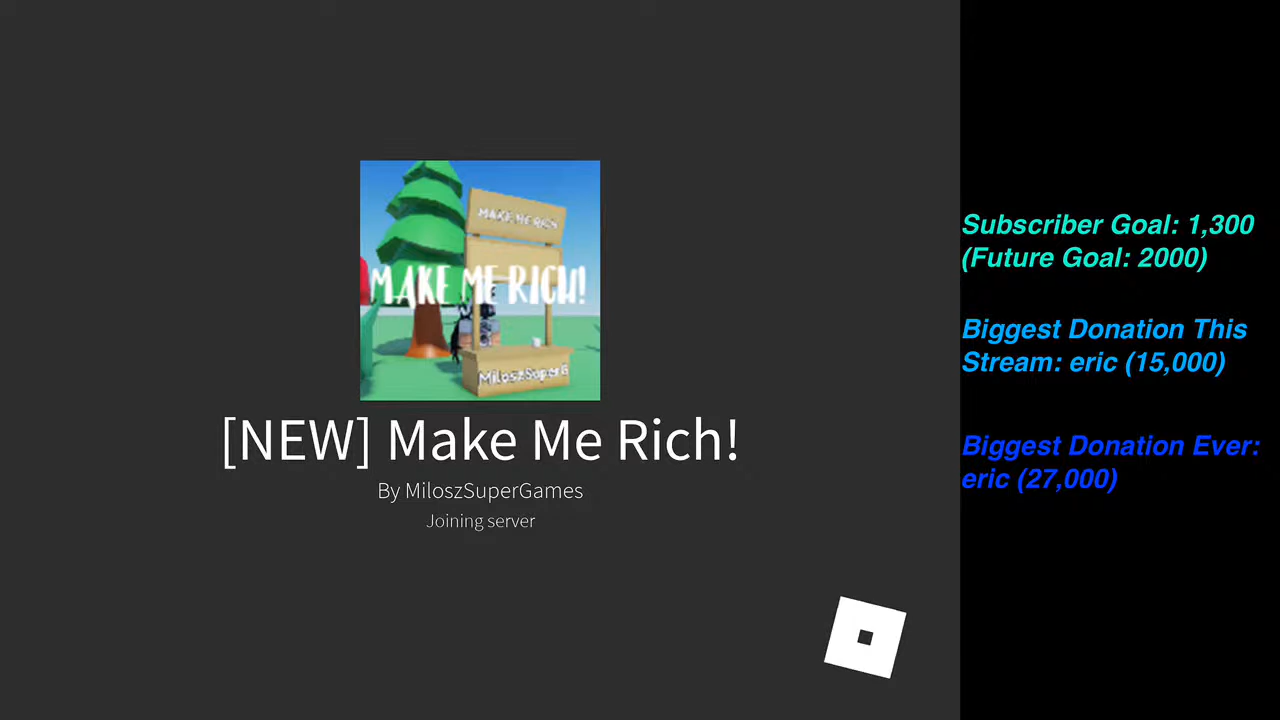 MAKE ME RICH
MAKE ME RICH!
MiloszSuperG
[NEW] Make Me Rich!
By MiloszSuperGames
Joining server
Subscriber Goal: 1,300
(Future Goal: 2000)
Biggest Donation This
Stream: eric (15,000)
Biggest Donation Ever:
eric (27,000)